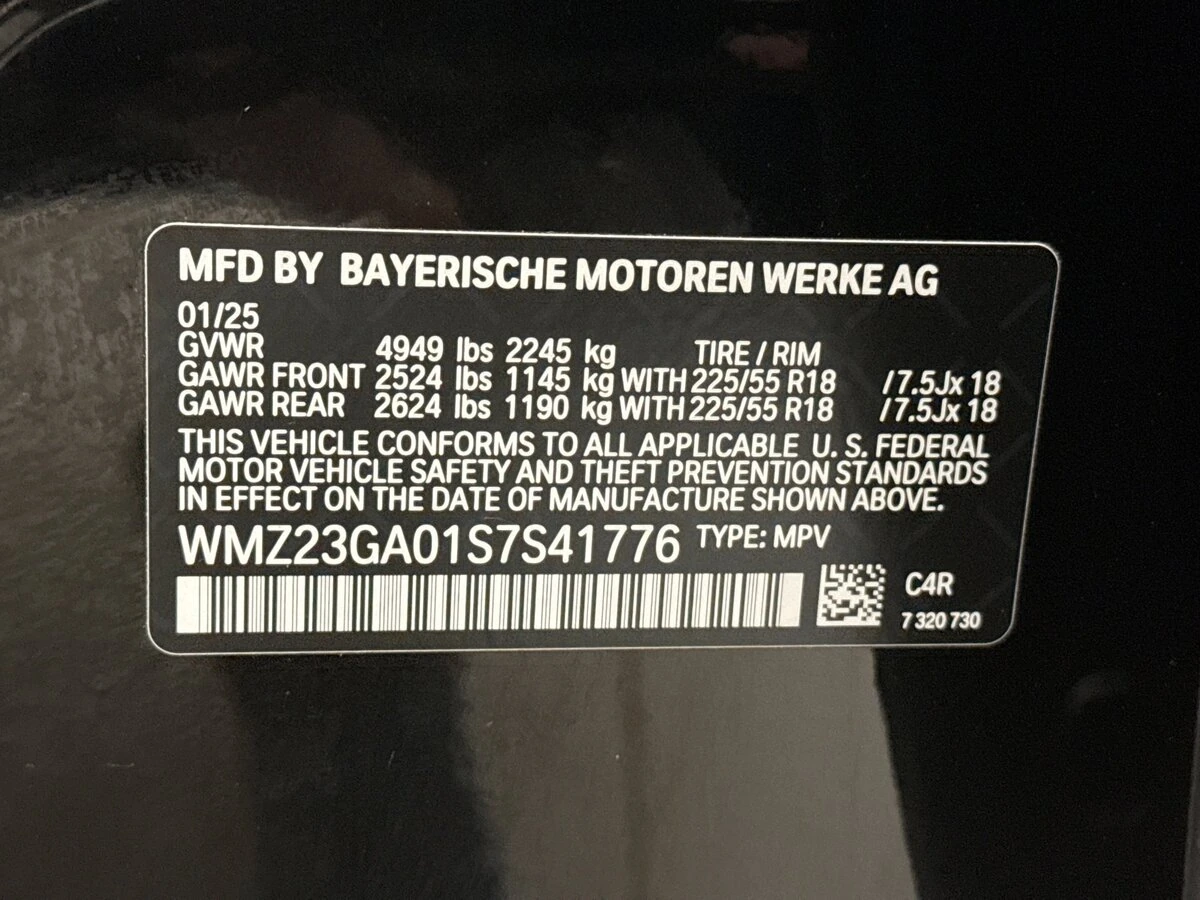 MFD BY BAYERISCHE MOTOREN WERKE AG
01/25
GVWR 4949 lbs 2245 kg TIRE / RIM
GAWR FRONT 2524 lbs 1145 kg WITH 225/55 R18 /7.5Jx 18
GAWR REAR 2624 lbs 1190 kg WITH 225/55 R18 /7.5Jx 18
THIS VEHICLE CONFORMS TO ALL APPLICABLE U. S. FEDERAL
MOTOR VEHICLE SAFETY AND THEFT PREVENTION STANDARDS
IN EFFECT ON THE DATE OF MANUFACTURE SHOWN ABOVE.
WMZ23GA01S7S41776 TYPE: MPV
C4R
7 320 730